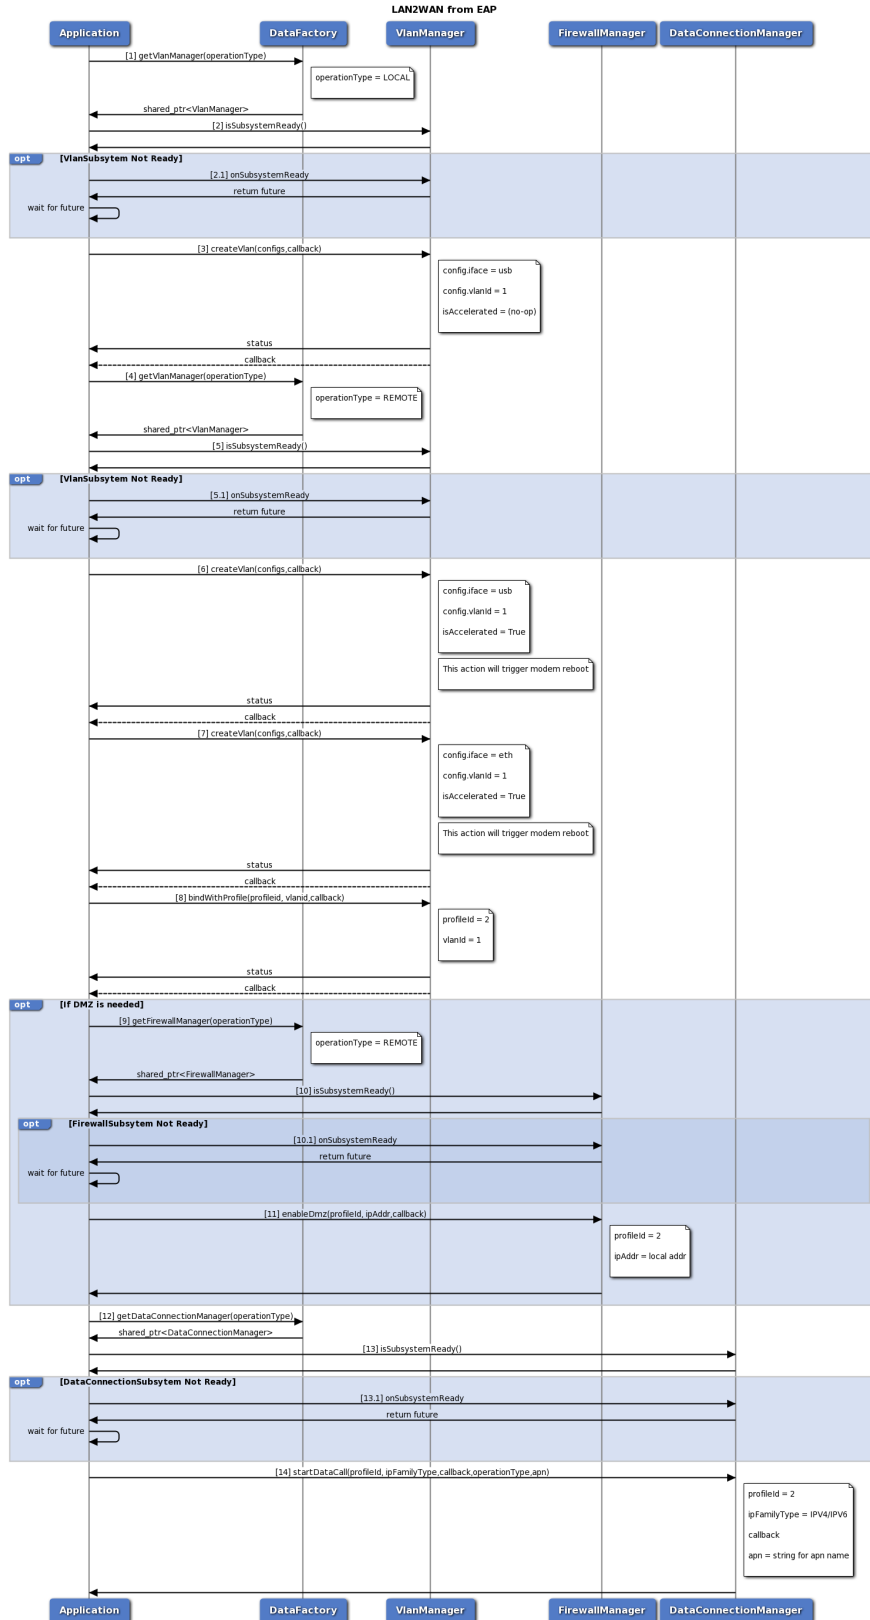 LAN2WAN from EAP
Application DataFactory VlanManager FirewallManager DataConnectionManager
[1] getVlanManager(operationType)
operationType = LOCAL
shared_ptr<VlanManager>
[2] isSubsystemReady()
opt [VlanSubsytem Not Ready]
[2.1] onSubsystemReady
return future
wait for future
[3] createVlan(configs,callback)
config.iface = usb
config.vlanId = 1
isAccelerated = (no-op)
status
callback
[4] getVlanManager(operationType)
operationType = REMOTE
shared_ptr<VlanManager>
[5] isSubsystemReady()
opt [VlanSubsytem Not Ready]
[5.1] onSubsystemReady
return future
wait for future
[6] createVlan(configs,callback)
config.iface = usb
config.vlanId = 1
isAccelerated = True
This action will trigger modem reboot
status
callback
[7] createVlan(configs,callback)
config.iface = eth
config.vlanId = 1
isAccelerated = True
This action will trigger modem reboot
status
callback
[8] bindWithProfile(profileid, vlanid,callback)
profileId = 2
vlanId = 1
status
callback
opt [If DMZ is needed]
[9] getFirewallManager(operationType)
operationType = REMOTE
shared_ptr<FirewallManager>
[10] isSubsystemReady()
opt [FirewallSubsytem Not Ready]
[10.1] onSubsystemReady
return future
wait for future
[11] enableDmz(profileId, ipAddr,callback)
profileId = 2
ipAddr = local addr
[12] getDataConnectionManager(operationType)
shared_ptr<DataConnectionManager>
[13] isSubsystemReady()
opt [DataConnectionSubsytem Not Ready]
[13.1] onSubsystemReady
return future
wait for future
[14] startDataCall(profileId, ipFamilyType,callback,operationType,apn)
profileId = 2
ipFamilyType = IPV4/IPV6
callback
apn = string for apn name
Application DataFactory VlanManager FirewallManager DataConnectionManager